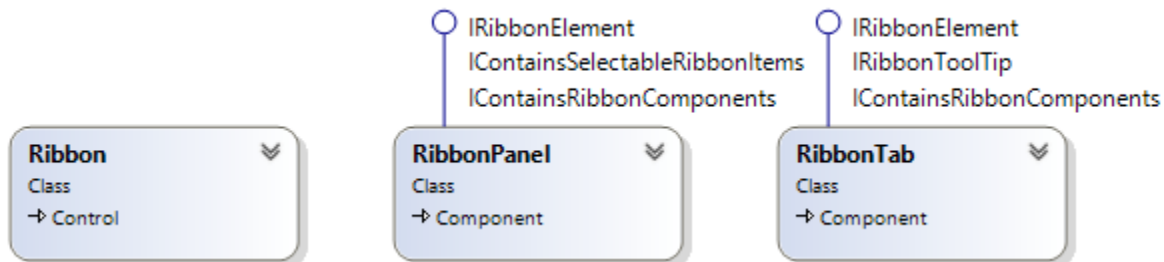 IRibbonElement
IContainsSelectableRibbonItems
IContainsRibbonComponents
IRibbonElement
IRibbonToolTip
IContainsRibbonComponents
Ribbon
Class
Control
RibbonPanel
Class
Component
RibbonTab
Class
Component